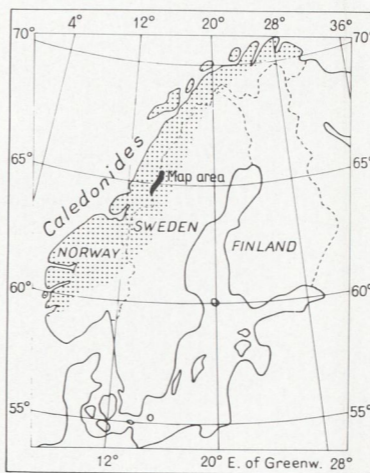 4° 12° 20° 28° 36°
70° 70°
Caledonides
65° 65°
Map area
SWEDEN
NORWAY FINLAND
60° 60°
55° 55°
E. of Greenw.
12° 20° 28°